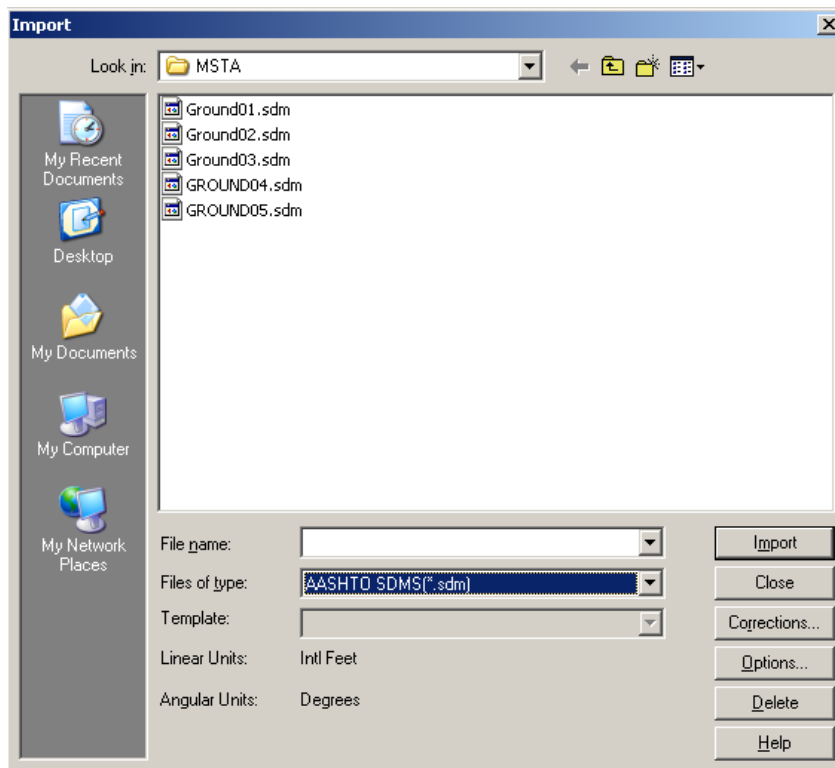 Import
Look in: MSTA
Ground01.sdm
Ground02.sdm
Ground03.sdm
GROUND04.sdm
GROUND05.sdm
My Recent
Documents
Desktop
My Documents
My Computer
My Network
Places
File name:
Import
Files of type: AASHTO SDMS(*.sdm)
Close
Template:
Corrections...
Linear Units: Intl Feet
Options...
Angular Units: Degrees
Delete
Help